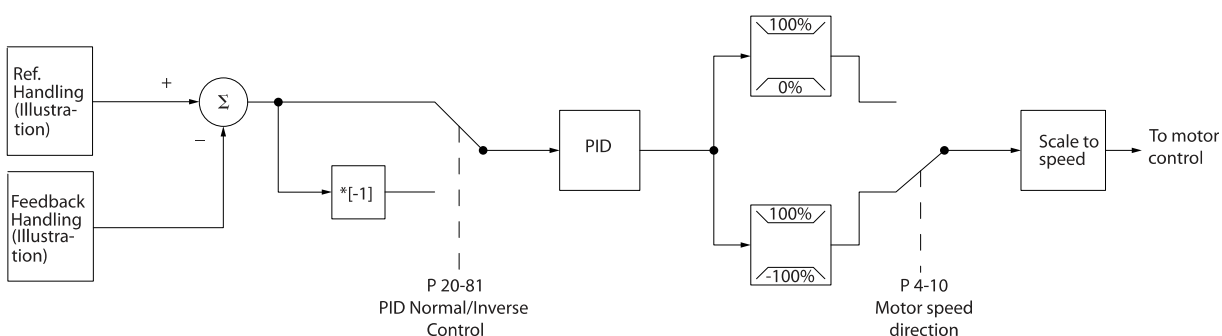 Ref.
Handling
(Illustra-
tion)
+
−
Σ
Feedback
Handling
(Illustra-
tion)
*[-1]
P 20-81
PID Normal/Inverse
Control
PID
100%
0%
100%
-100%
P 4-10
Motor speed
direction
Scale to
speed
To motor
control